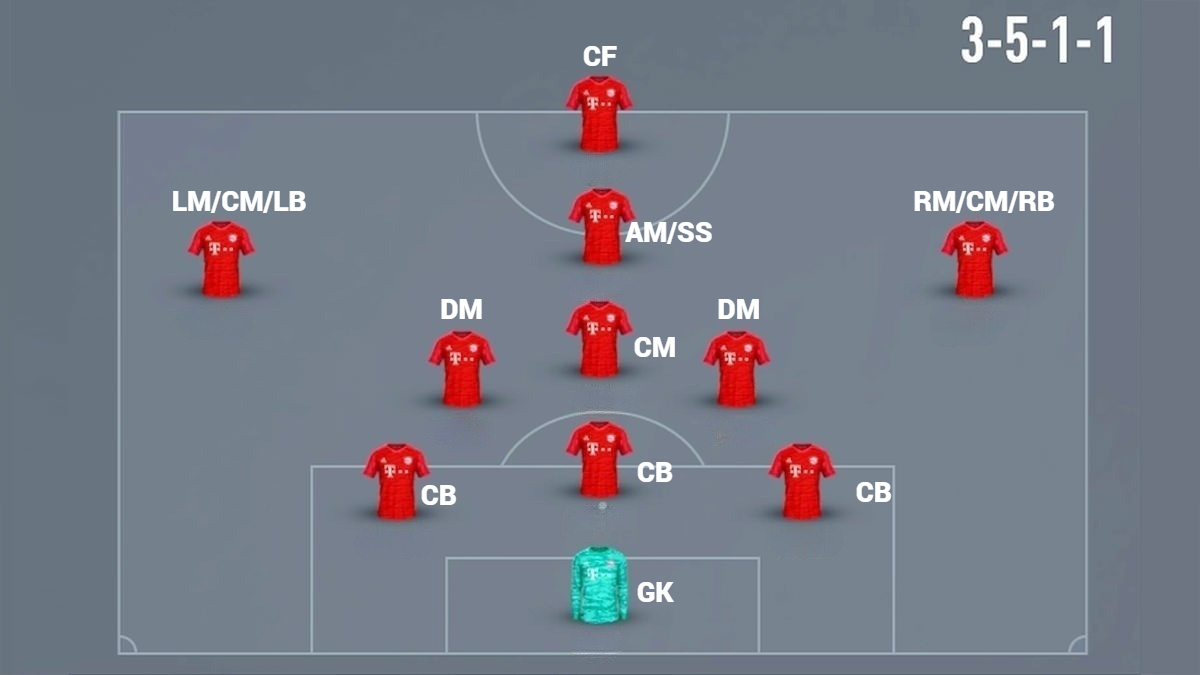 3-5-1-1
CF
LM/CM/LB
RM/CM/RB
AM/SS
DM
DM
CM
CB
CB
CB
GK